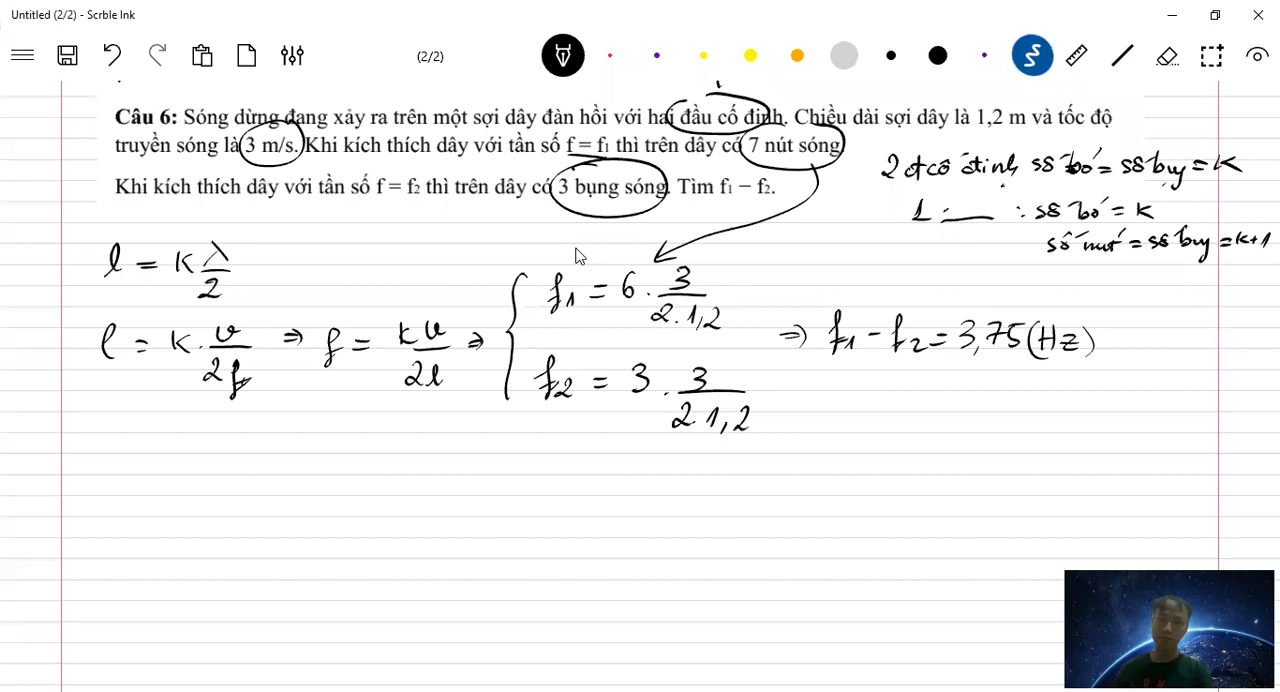 Untitled (2/2) - Scrble Ink
(2/2)
Câu 6: Sóng dừng đang xảy ra trên một sợi dây đàn hồi với hai đầu cố định. Chiều dài sợi dây là 1,2 m và tốc độ
truyền sóng là 3 m/s. Khi kích thích dây với tần số f = f₁ thì trên dây có 7 nút sóng
Khi kích thích dây với tần số f = f₂ thì trên dây có 3 bụng sóng. Tìm f₁ − f₂.
2 đ cố định số bó = số bụg = K
1 : số bó = K
số nút = số bụg = K+1
l = K λ/2
l = K . v/2f ⇒ f = Kv/2l ⇒ { f₁ = 6 . 3/2.1,2
f₂ = 3 . 3/2.1,2
⇒ f₁ - f₂ = 3,75 (Hz)